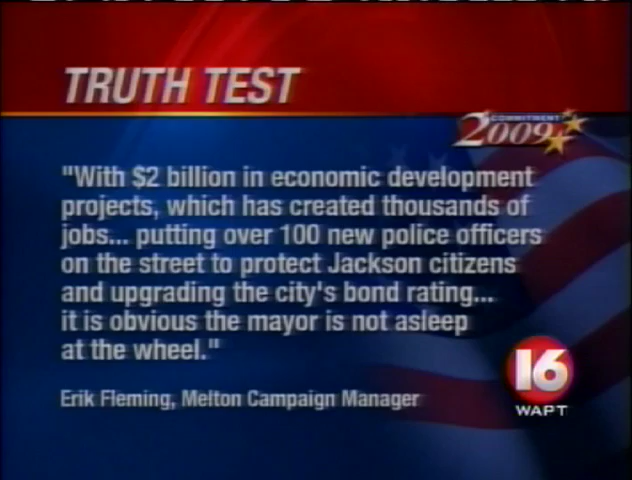 TRUTH TEST
COMMITMENT
2009
"With $2 billion in economic development
projects, which has created thousands of
jobs... putting over 100 new police officers
on the street to protect Jackson citizens
and upgrading the city's bond rating...
it is obvious the mayor is not asleep
at the wheel."
Erik Fleming, Melton Campaign Manager
16
WAPT